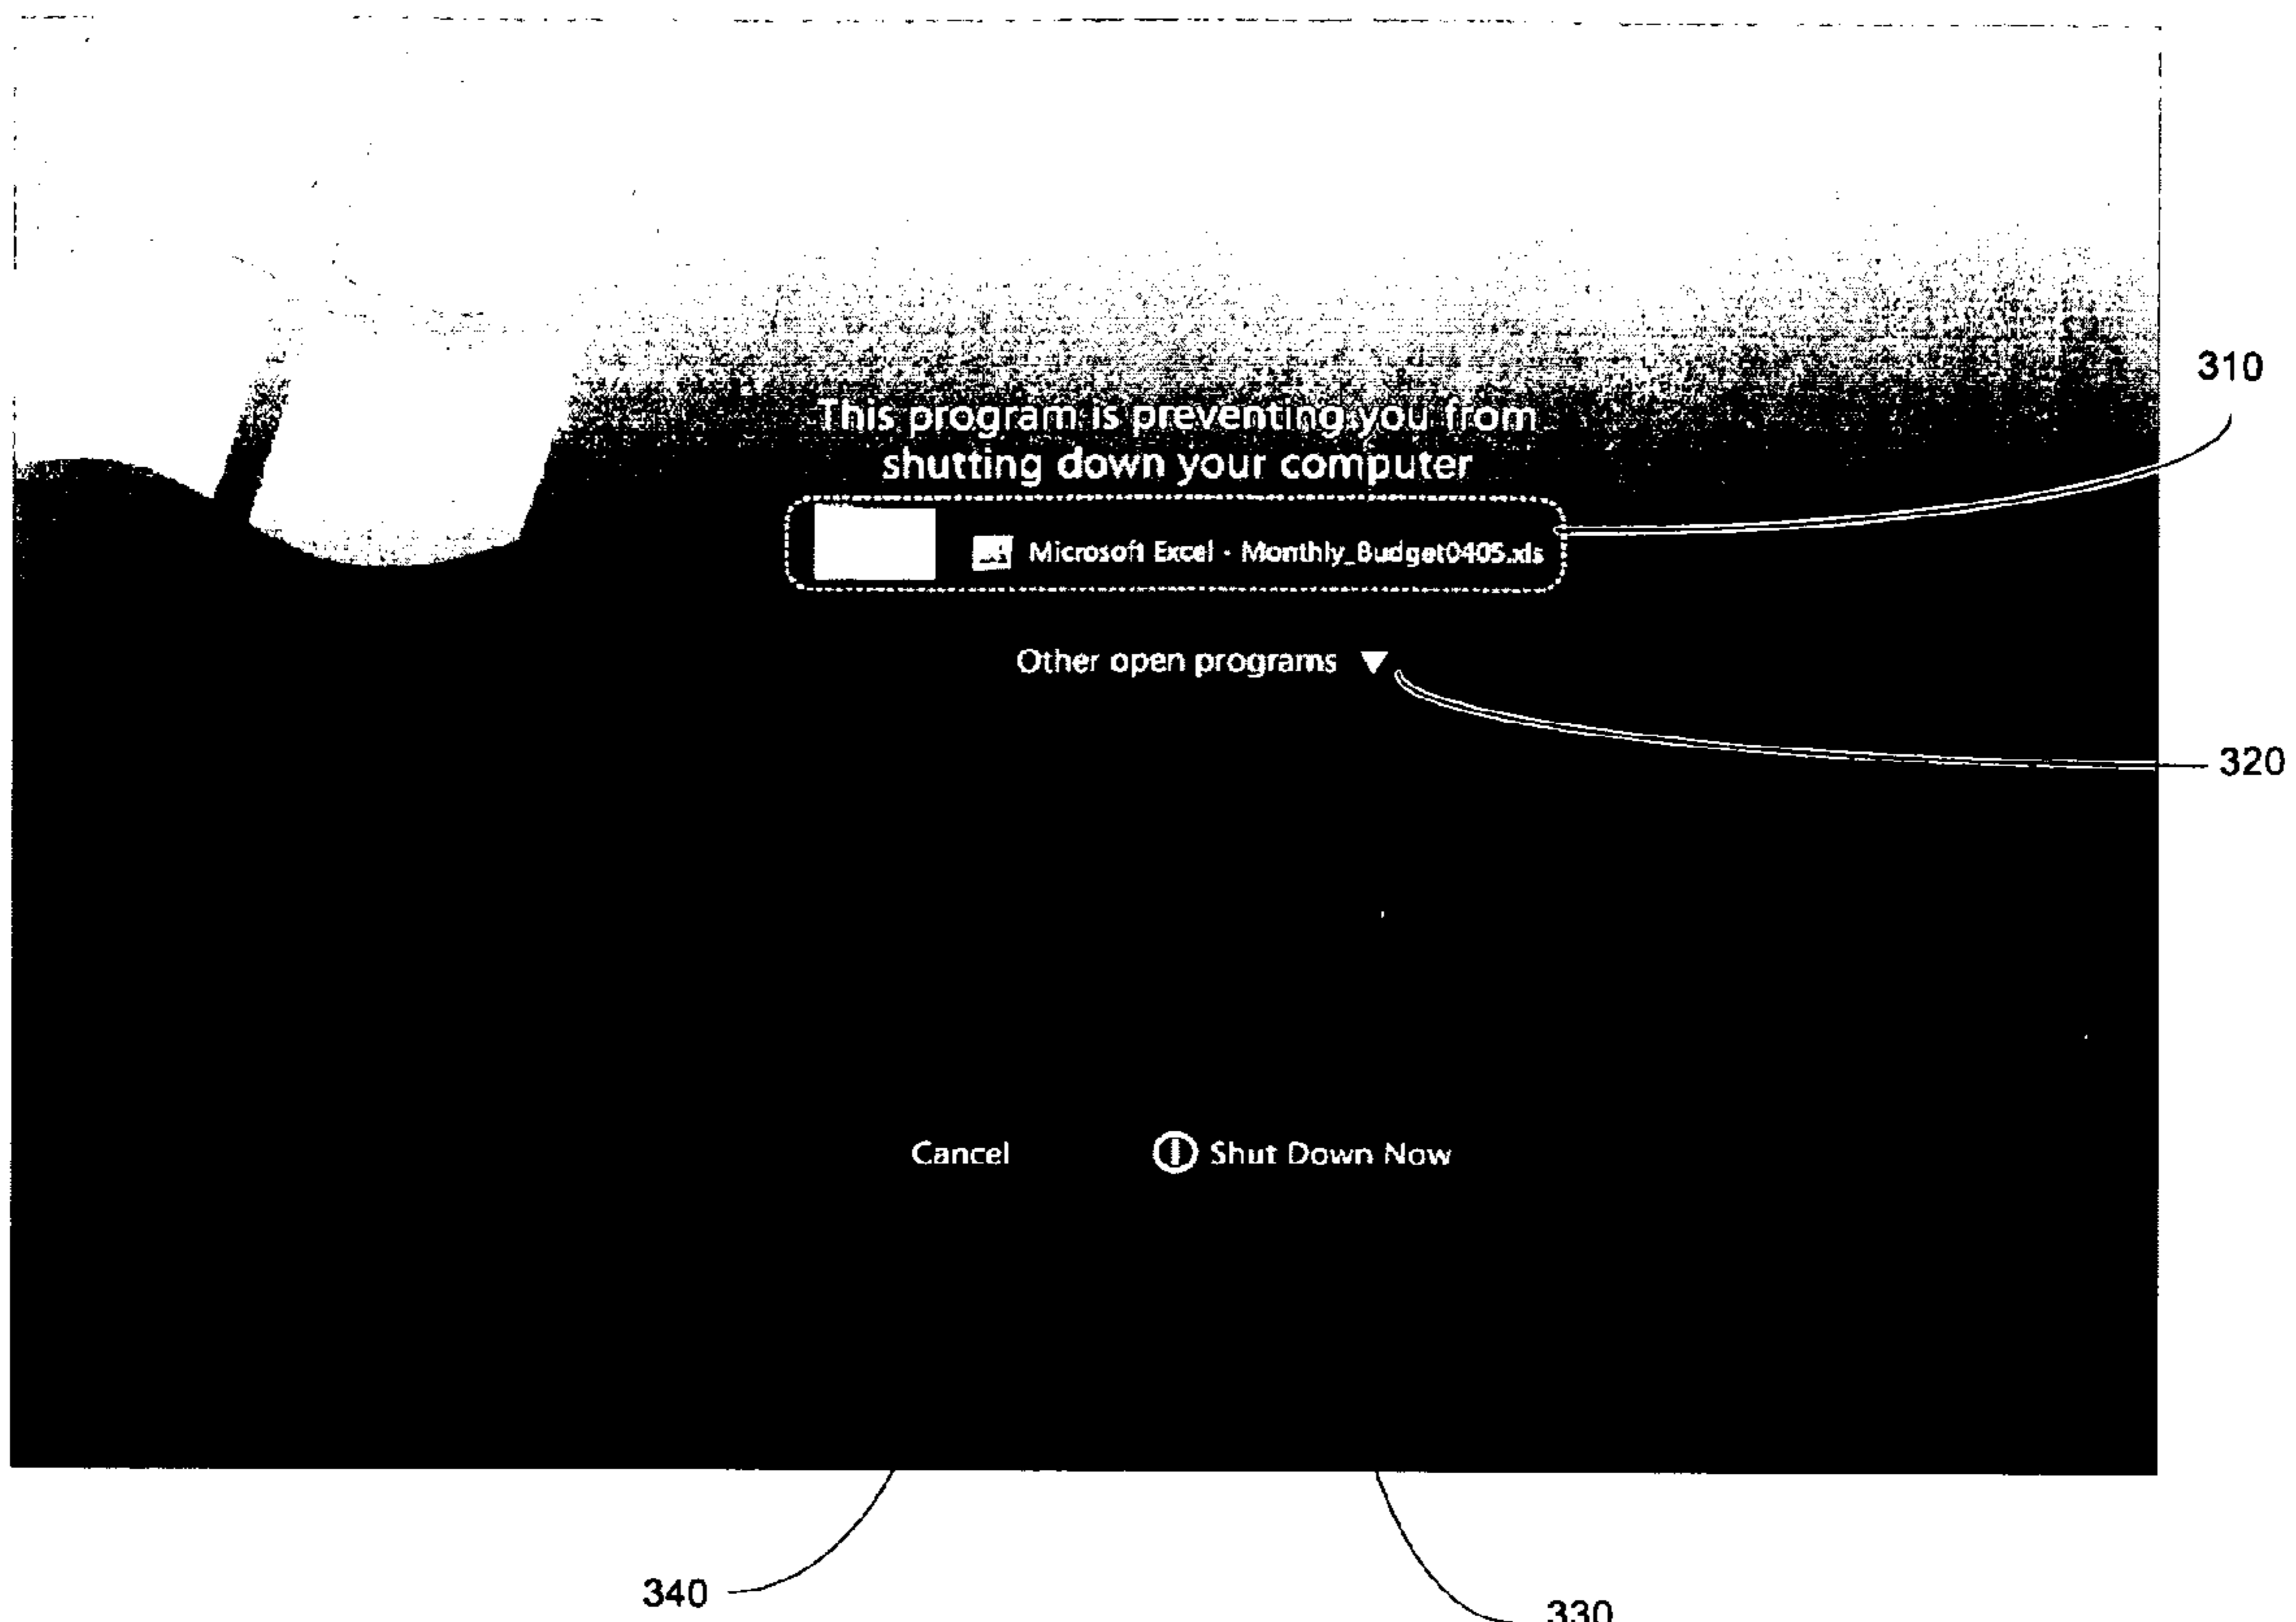 310
This program is preventing you from
shutting down your computer
Microsoft Excel - Monthly_Budget0405.xls
Other open programs ▼
320
Cancel
Shut Down Now
340
330